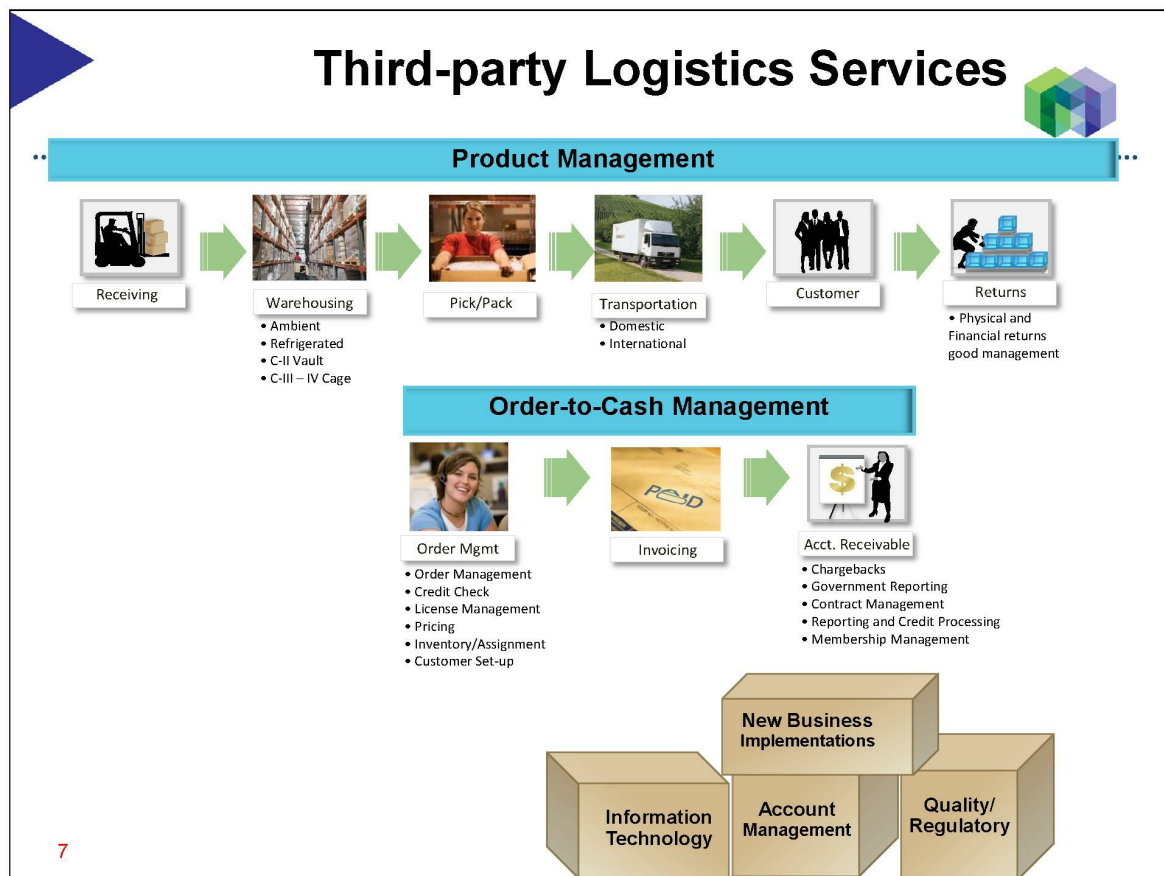 Third-party Logistics Services
Product Management
Receiving
Warehousing
• Ambient
• Refrigerated
• C-II Vault
• C-III – IV Cage
Pick/Pack
Transportation
• Domestic
• International
Customer
Returns
• Physical and
Financial returns
good management
Order-to-Cash Management
Order Mgmt
• Order Management
• Credit Check
• License Management
• Pricing
• Inventory/Assignment
• Customer Set-up
PAID
Invoicing
$
Acct. Receivable
• Chargebacks
• Government Reporting
• Contract Management
• Reporting and Credit Processing
• Membership Management
New Business
Implementations
Information
Technology
Account
Management
Quality/
Regulatory
7